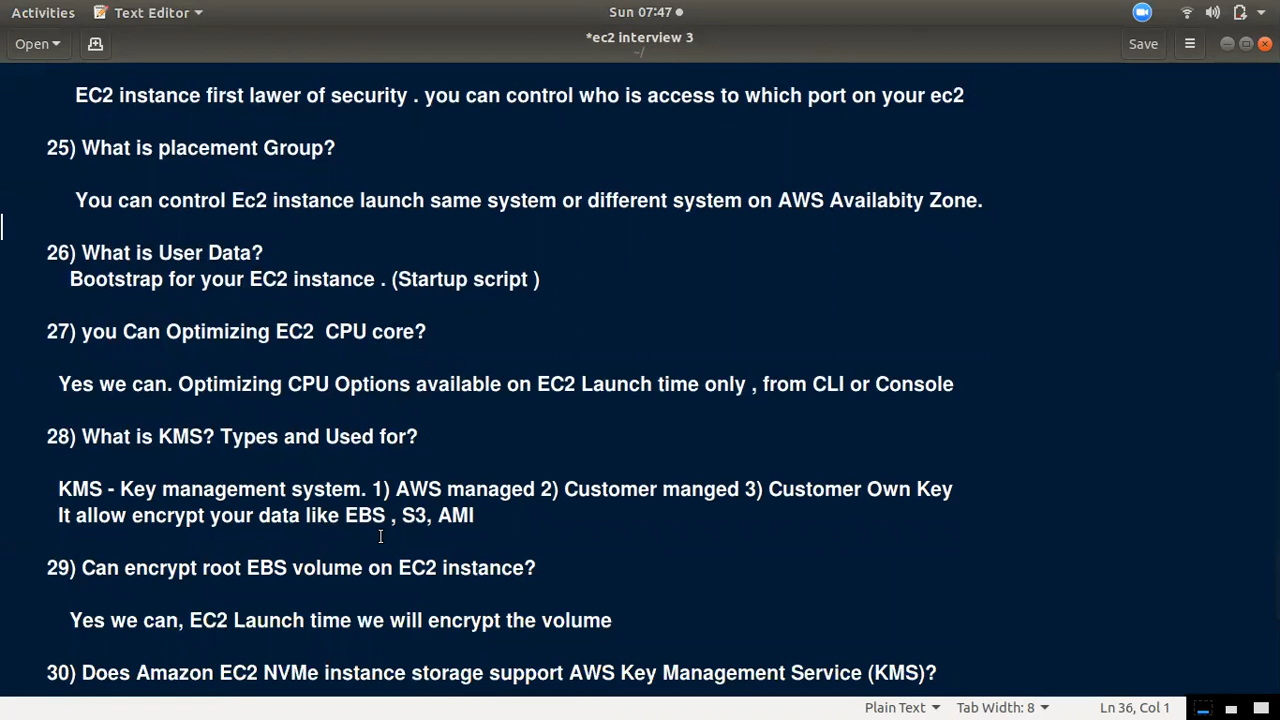 Activities Text Editor Sun 07:47
Open *ec2 interview 3 Save
~/
EC2 instance first lawer of security . you can control who is access to which port on your ec2
25) What is placement Group?
You can control Ec2 instance launch same system or different system on AWS Availabity Zone.
26) What is User Data?
Bootstrap for your EC2 instance . (Startup script )
27) you Can Optimizing EC2 CPU core?
Yes we can. Optimizing CPU Options available on EC2 Launch time only , from CLI or Console
28) What is KMS? Types and Used for?
KMS - Key management system. 1) AWS managed 2) Customer manged 3) Customer Own Key
It allow encrypt your data like EBS , S3, AMI
29) Can encrypt root EBS volume on EC2 instance?
Yes we can, EC2 Launch time we will encrypt the volume
30) Does Amazon EC2 NVMe instance storage support AWS Key Management Service (KMS)?
Plain Text Tab Width: 8 Ln 36, Col 1